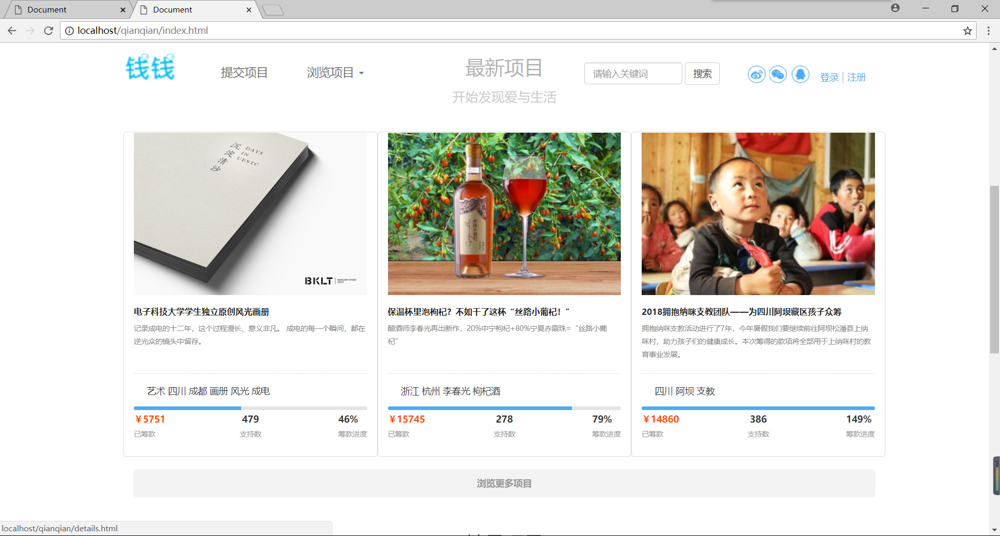 Document
Document
localhost/qianqian/index.html
钱钱
提交项目
浏览项目
最新项目
开始发现爱与生活
请输入关键词
搜索
登录 | 注册
沉淀清沙
DAYS
IN
UESTC
BKLT
丝路小葡杞
电子科技大学学生独立原创风光画册
记录成电的十二年，这个过程漫长、意义非凡。 成电的每一个瞬间，都在
逆光众的镜头中留存。
艺术 四川 成都 画册 风光 成电
￥5751 479 46%
已筹款 支持数 筹款进度
保温杯里泡枸杞？不如干了这杯“丝路小葡杞！”
酿酒师李春光再出新作，20%中宁枸杞+80%宁夏赤霞珠=“丝路小葡
杞”
浙江 杭州 李春光 枸杞酒
￥15745 278 79%
已筹款 支持数 筹款进度
2018拥抱纳咪支教团队——为四川阿坝藏区孩子众筹
拥抱纳咪支教活动进行了7年，今年暑假我们要继续前往阿坝松潘县上纳
咪村，助力孩子们的健康成长。本次筹得的款项将全部用于上纳咪村的教
育事业发展。
四川 阿坝 支教
￥14860 386 149%
已筹款 支持数 筹款进度
浏览更多项目
localhost/qianqian/details.html